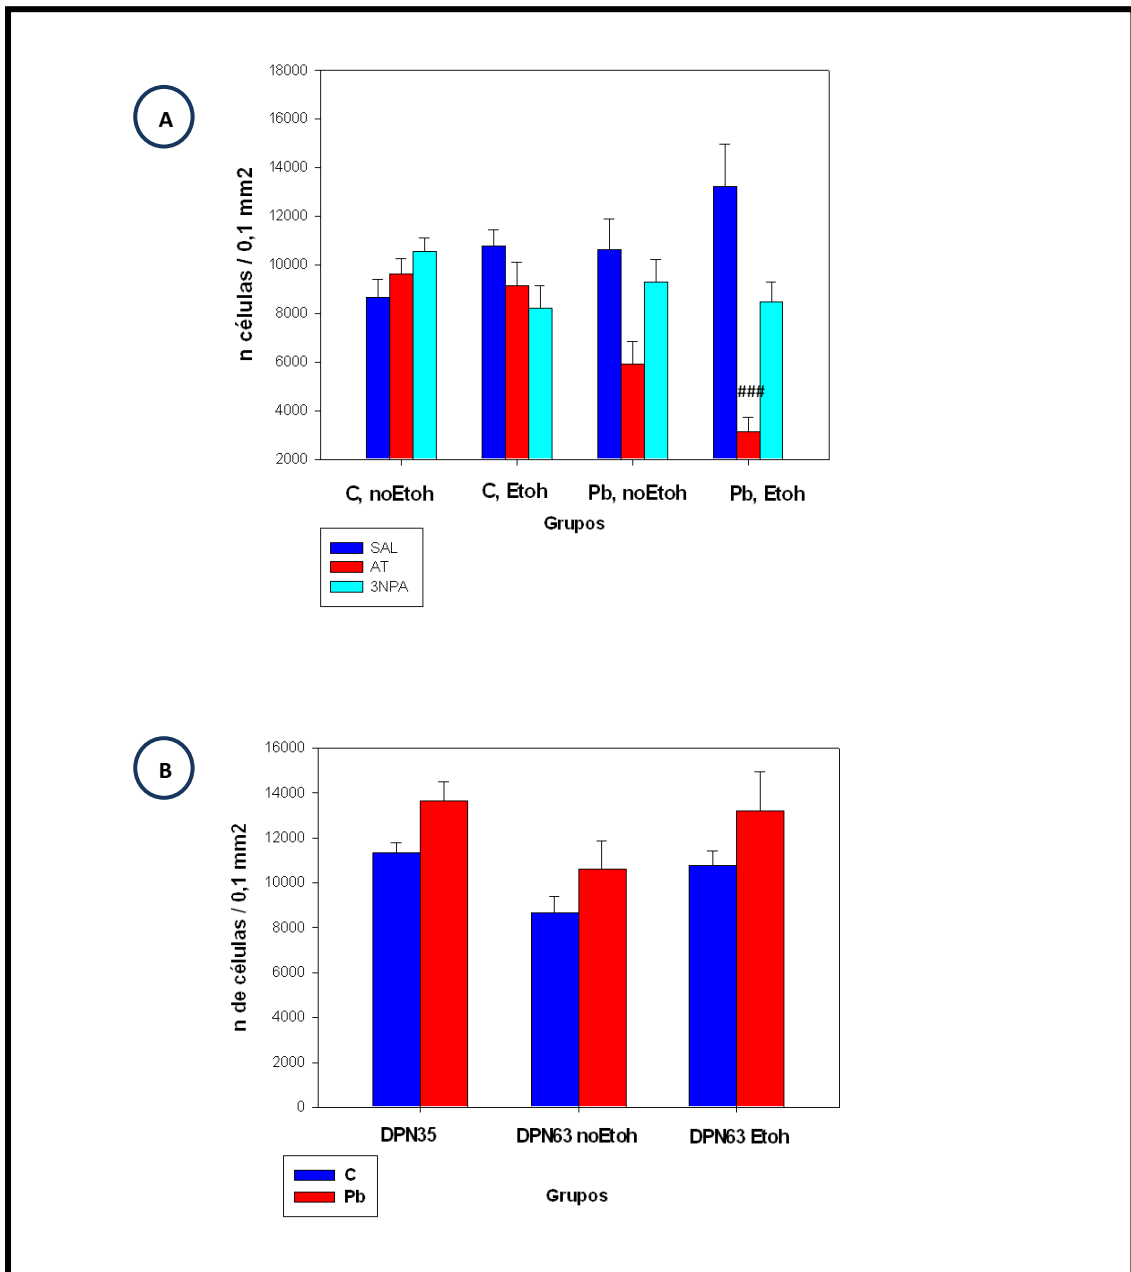 A
n células / 0,1 mm2
18000
16000
14000
12000
10000
8000
6000
4000
2000
###
C, noEtoh
C, Etoh
Pb, noEtoh
Pb, Etoh
Grupos
SAL
AT
3NPA
B
n de células / 0,1 mm2
16000
14000
12000
10000
8000
6000
4000
2000
0
DPN35
DPN63 noEtoh
DPN63 Etoh
C
Pb
Grupos